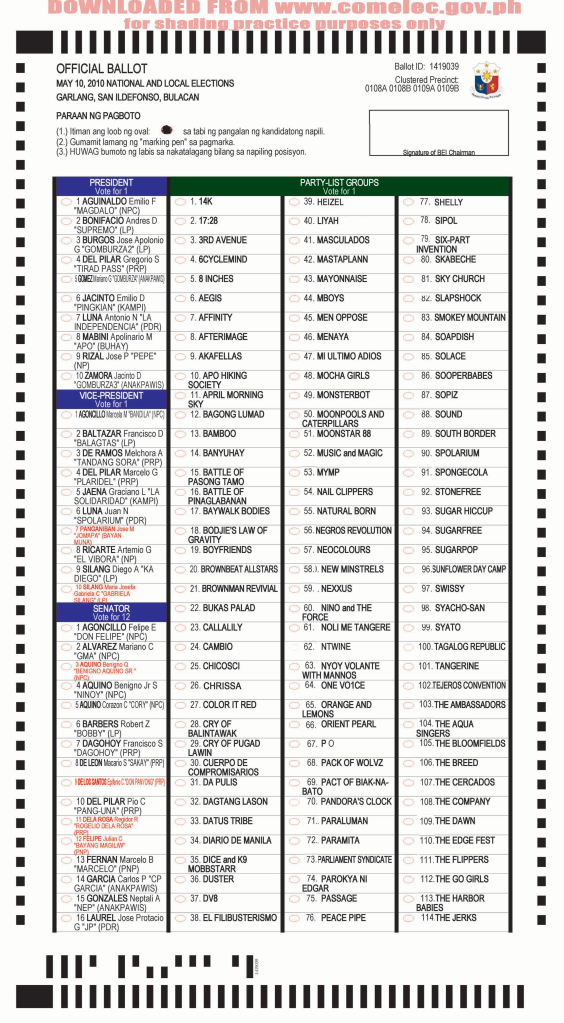 DOWNLOADED FROM www.comelec.gov.ph
for shading practice purposes only
OFFICIAL BALLOT
MAY 10, 2010 NATIONAL AND LOCAL ELECTIONS
GARLANG, SAN ILDEFONSO, BULACAN
Ballot ID: 1419039
Clustered Precinct:
0108A 0108B 0109A 0109B
PARAAN NG PAGBOTO
(1.) Itiman ang loob ng oval: sa tabi ng pangalan ng kandidatong napili.
(2.) Gumamit lamang ng "marking pen" sa pagmarka.
(3.) HUWAG bumoto ng labis sa nakatalagang bilang sa napiling posisyon.
Signature of BEI Chairman
PRESIDENT
Vote for 1
1 AGUINALDO Emilio F
"MAGDALO" (NPC)
2 BONIFACIO Andres D
"SUPREMO" (LP)
3 BURGOS Jose Apolonio
G "GOMBURZA2" (LP)
4 DEL PILAR Gregorio S
"TIRAD PASS" (PRP)
5 GOMEZ Mariano G "GOMBURZA" (ANAKPAWIS)
6 JACINTO Emilio D
"PINGKIAN" (KAMPI)
7 LUNA Antonio N "LA
INDEPENDENCIA" (PDR)
8 MABINI Apolinario M
"APO" (BUHAY)
9 RIZAL Jose P "PEPE"
(NP)
10 ZAMORA Jacinto D
"GOMBURZA3" (ANAKPAWIS)
VICE-PRESIDENT
Vote for 1
1 AGONCILLO Marcela M "BANDILA" (NPC)
2 BALTAZAR Francisco D
"BALAGTAS" (LP)
3 DE RAMOS Melchora A
"TANDANG SORA" (PRP)
4 DEL PILAR Marcelo G
"PLARIDEL" (PRP)
5 JAENA Graciano L "LA
SOLIDARIDAD" (KAMPI)
6 LUNA Juan N
"SPOLARIUM" (PDR)
7 PANGANIBAN Jose M
"JOMAPA" (BAYAN
MUNA)
8 RICARTE Artemio G
"EL VIBORA" (NP)
9 SILANG Diego A "KA
DIEGO" (LP)
10 SILANG Maria Josefa
Gabriela C "GABRIELA
SILANG" (LP)
SENATOR
Vote for 12
1 AGONCILLO Felipe E
"DON FELIPE" (NPC)
2 ALVAREZ Mariano C
"GMA" (NPC)
3 AQUINO Benigno Q
"BENIGNO AQUINO SR."
(NPC)
4 AQUINO Benigno Jr S
"NINOY" (NPC)
5 AQUINO Corazon C "CORY" (NPC)
6 BARBERS Robert Z
"BOBBY" (LP)
7 DAGOHOY Francisco S
"DAGOHOY" (PRP)
8 DE LEON Macario S "SAKAY" (PRP)
9 DE LOS SANTOS Epifanio C "DON PANYONG" (PRP)
10 DEL PILAR Pio C
"PANG-UNA" (PRP)
11 DELA ROSA Regidor R
"ROGELIO DELA ROSA"
(PRP)
12 FELIPE Julian C
"BAYANG MAGILIW"
(PNP)
13 FERNAN Marcelo B
"MARCELO" (PNP)
14 GARCIA Carlos P "CP
GARCIA" (ANAKPAWIS)
15 GONZALES Neptali A
"NEP" (ANAKPAWIS)
16 LAUREL Jose Protacio
G "JP" (PDR)
PARTY-LIST GROUPS
Vote for 1
1. 14K
2. 17:28
3. 3RD AVENUE
4. 6CYCLEMIND
5. 8 INCHES
6. AEGIS
7. AFFINITY
8. AFTERIMAGE
9. AKAFELLAS
10. APO HIKING
SOCIETY
11. APRIL MORNING
SKY
12. BAGONG LUMAD
13. BAMBOO
14. BANYUHAY
15. BATTLE OF
PASONG TAMO
16. BATTLE OF
PINAGLABANAN
17. BAYWALK BODIES
18. BODJIE'S LAW OF
GRAVITY
19. BOYFRIENDS
20. BROWNBEAT ALLSTARS
21. BROWNMAN REVIVAL
22. BUKAS PALAD
23. CALLALILY
24. CAMBIO
25. CHICOSCI
26. CHRISSA
27. COLOR IT RED
28. CRY OF
BALINTAWAK
29. CRY OF PUGAD
LAWIN
30. CUERPO DE
COMPROMISARIOS
31. DA PULIS
32. DAGTANG LASON
33. DATUS TRIBE
34. DIARIO DE MANILA
35. DICE and K9
MOBBSTARR
36. DUSTER
37. DV8
38. EL FILIBUSTERISMO
39. HEIZEL
40. LIYAH
41. MASCULADOS
42. MASTAPLANN
43. MAYONNAISE
44. MBOYS
45. MEN OPPOSE
46. MENAYA
47. MI ULTIMO ADIOS
48. MOCHA GIRLS
49. MONSTERBOT
50. MOONPOOLS AND
CATERPILLARS
51. MOONSTAR 88
52. MUSIC and MAGIC
53. MYMP
54. NAIL CLIPPERS
55. NATURAL BORN
56. NEGROS REVOLUTION
57. NEOCOLOURS
58.). NEW MINSTRELS
59. . NEXXUS
60. NINO and THE
FORCE
61. NOLI ME TANGERE
62. NTWINE
63. NYOY VOLANTE
WITH MANNOS
64. ONE VO1CE
65. ORANGE AND
LEMONS
66. ORIENT PEARL
67. P O
68. PACK OF WOLVZ
69. PACT OF BIAK-NA-
BATO
70. PANDORA'S CLOCK
71. PARALUMAN
72. PARAMITA
73. PARLIAMENT SYNDICATE
74. PAROKYA NI
EDGAR
75. PASSAGE
76. PEACE PIPE
77. SHELLY
78. SIPOL
79. SIX-PART
INVENTION
80. SKABECHE
81. SKY CHURCH
82. SLAPSHOCK
83. SMOKEY MOUNTAIN
84. SOAPDISH
85. SOLACE
86. SOOPERBABES
87. SOPIZ
88. SOUND
89. SOUTH BORDER
90. SPOLARIUM
91. SPONGECOLA
92. STONEFREE
93. SUGAR HICCUP
94. SUGARFREE
95. SUGARPOP
96.SUNFLOWER DAY CAMP
97. SWISSY
98. SYACHO-SAN
99. SYATO
100. TAGALOG REPUBLIC
101. TANGERINE
102.TEJEROS CONVENTION
103.THE AMBASSADORS
104. THE AQUA
SINGERS
105. THE BLOOMFIELDS
106. THE BREED
107. THE CERCADOS
108. THE COMPANY
109. THE DAWN
110. THE EDGE FEST
111. THE FLIPPERS
112. THE GO GIRLS
113. THE HARBOR
BABIES
114 THE JERKS
1419039